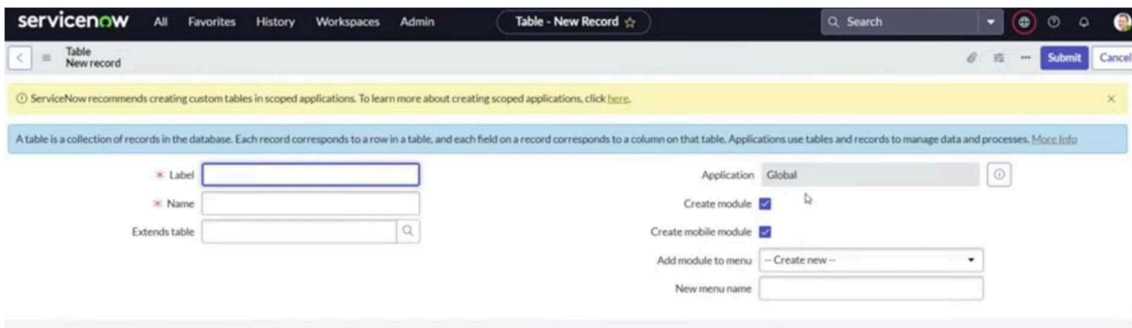 servicenow All Favorites History Workspaces Admin Table - New Record Search
Table
New record
Submit Cancel
ServiceNow recommends creating custom tables in scoped applications. To learn more about creating scoped applications, click here.
A table is a collection of records in the database. Each record corresponds to a row in a table, and each field on a record corresponds to a column on that table. Applications use tables and records to manage data and processes. More Info
Label
Name
Extends table
Application Global
Create module
Create mobile module
Add module to menu -- Create new --
New menu name